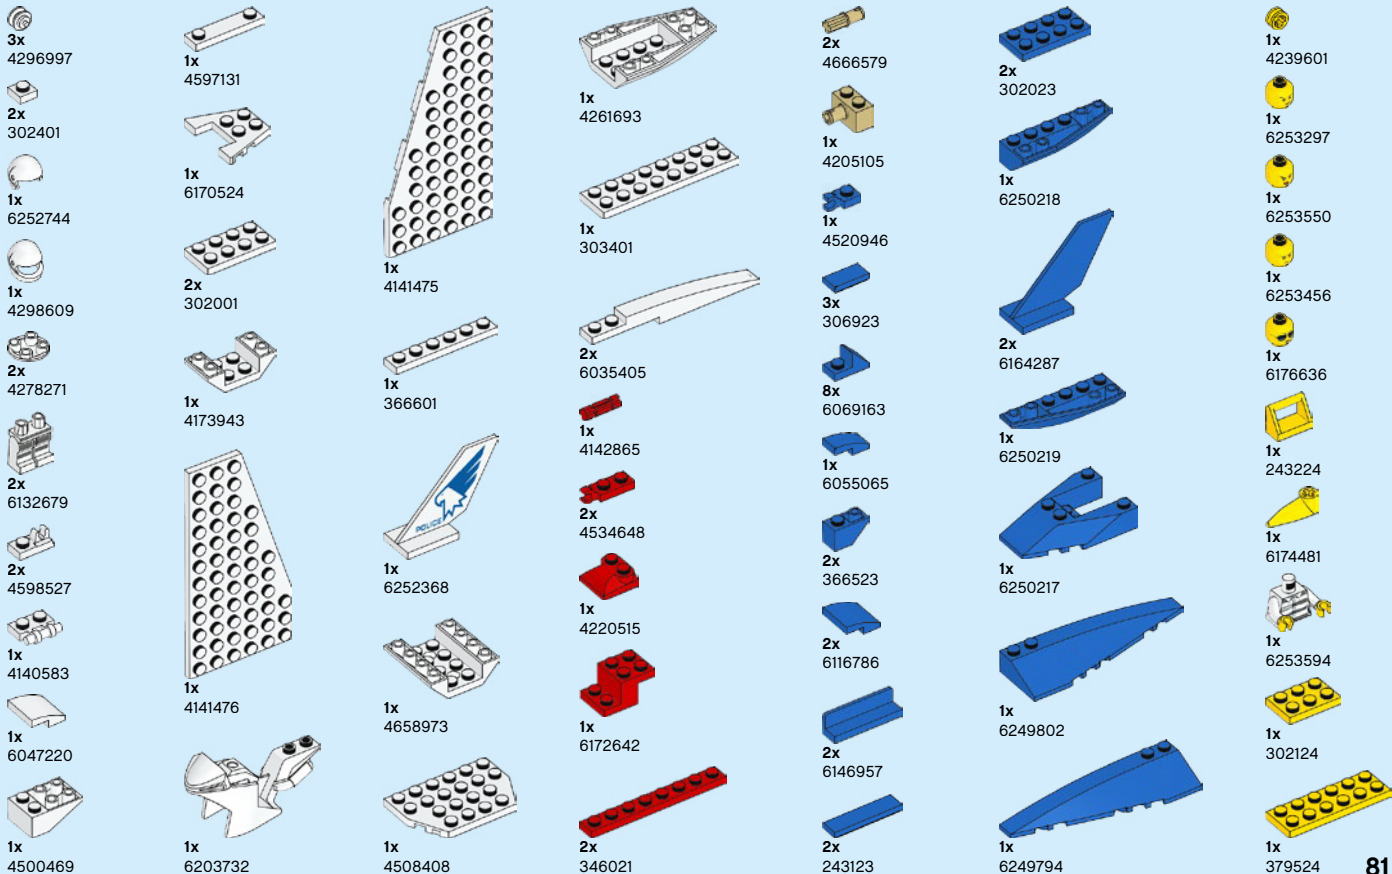 3x
4296997
2x
302401
1x
6252744
1x
4298609
2x
4278271
2x
6132679
2x
4598527
1x
4140583
1x
6047220
1x
4500469
1x
4597131
1x
6170524
2x
302001
1x
4173943
1x
4141476
1x
6203732
1x
4141475
1x
366601
POLICE
1x
6252368
1x
4658973
1x
4508408
1x
4261693
1x
303401
2x
6035405
1x
4142865
2x
4534648
1x
4220515
1x
6172642
2x
346021
2x
4666579
1x
4205105
1x
4520946
3x
306923
8x
6069163
1x
6055065
2x
366523
2x
6116786
2x
6146957
2x
243123
2x
302023
1x
6250218
2x
6164287
1x
6250219
1x
6250217
1x
6249802
1x
6249794
1x
4239601
1x
6253297
1x
6253550
1x
6253456
1x
6176636
1x
243224
1x
6174481
1x
6253594
1x
302124
1x
379524
81